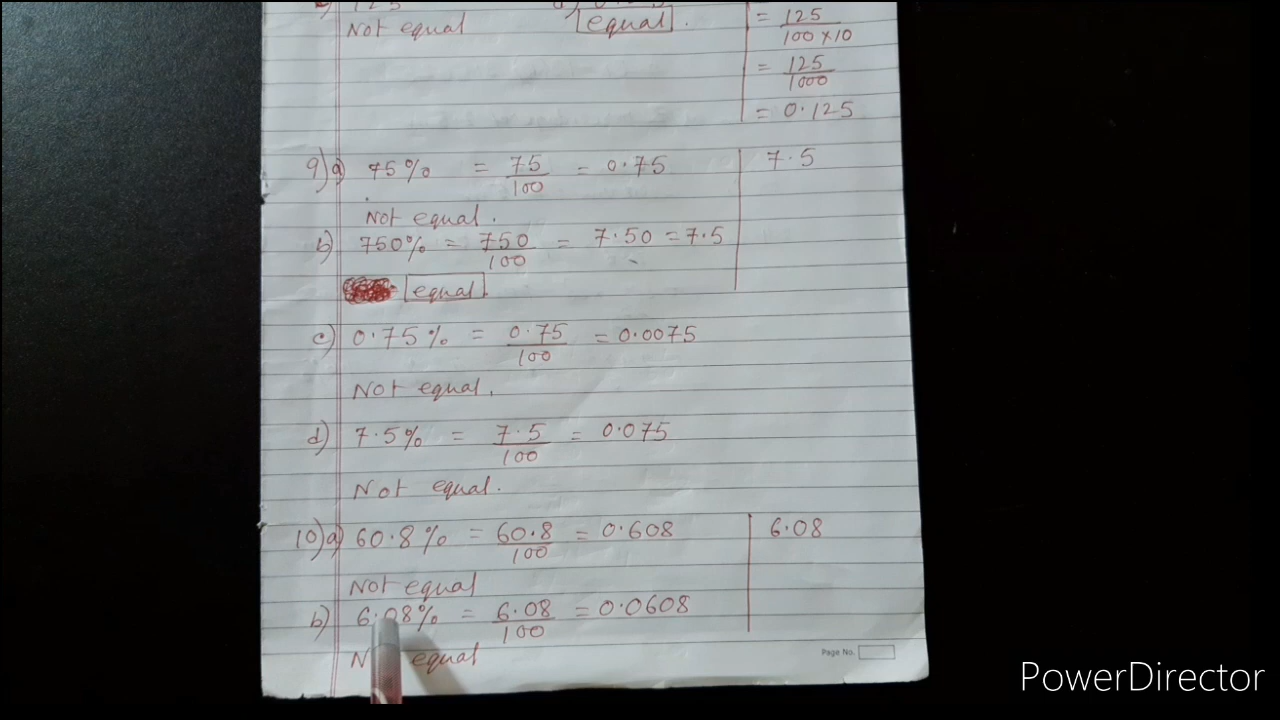 125
Not equal
equal.
= 125
100 × 10
= 125
1000
= 0.125
9) a) 75% = 75/100 = 0.75
7.5
Not equal.
b) 750% = 750/100 = 7.50 = 7.5
equal.
c) 0.75% = 0.75/100 = 0.0075
Not equal.
d) 7.5% = 7.5/100 = 0.075
Not equal.
10) a) 60.8% = 60.8/100 = 0.608
6.08
Not equal
b) 6.08% = 6.08/100 = 0.0608
equal
Page No.
PowerDirector